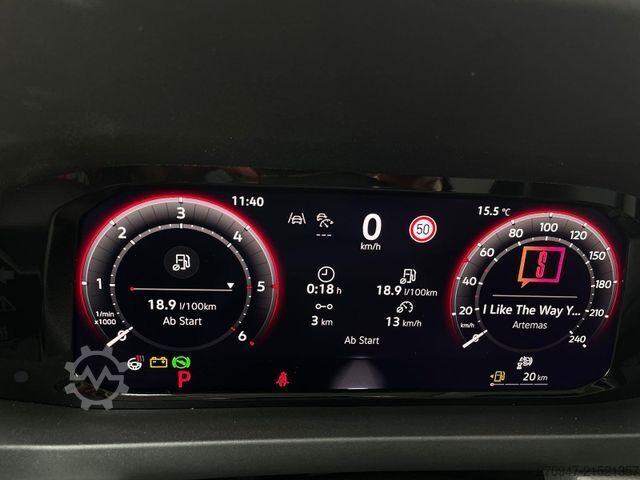 11:40
0
km/h
50
15.5 °C
1
2
3
4
5
6
0
1/min
x1000
18.9 l/100km
Ab Start
0:18 h
18.9 l/100km
3 km
13 km/h
Ab Start
0
20
40
60
80
100
120
150
180
210
240
km/h
S
I Like The Way Y...
Artemas
P
20 km